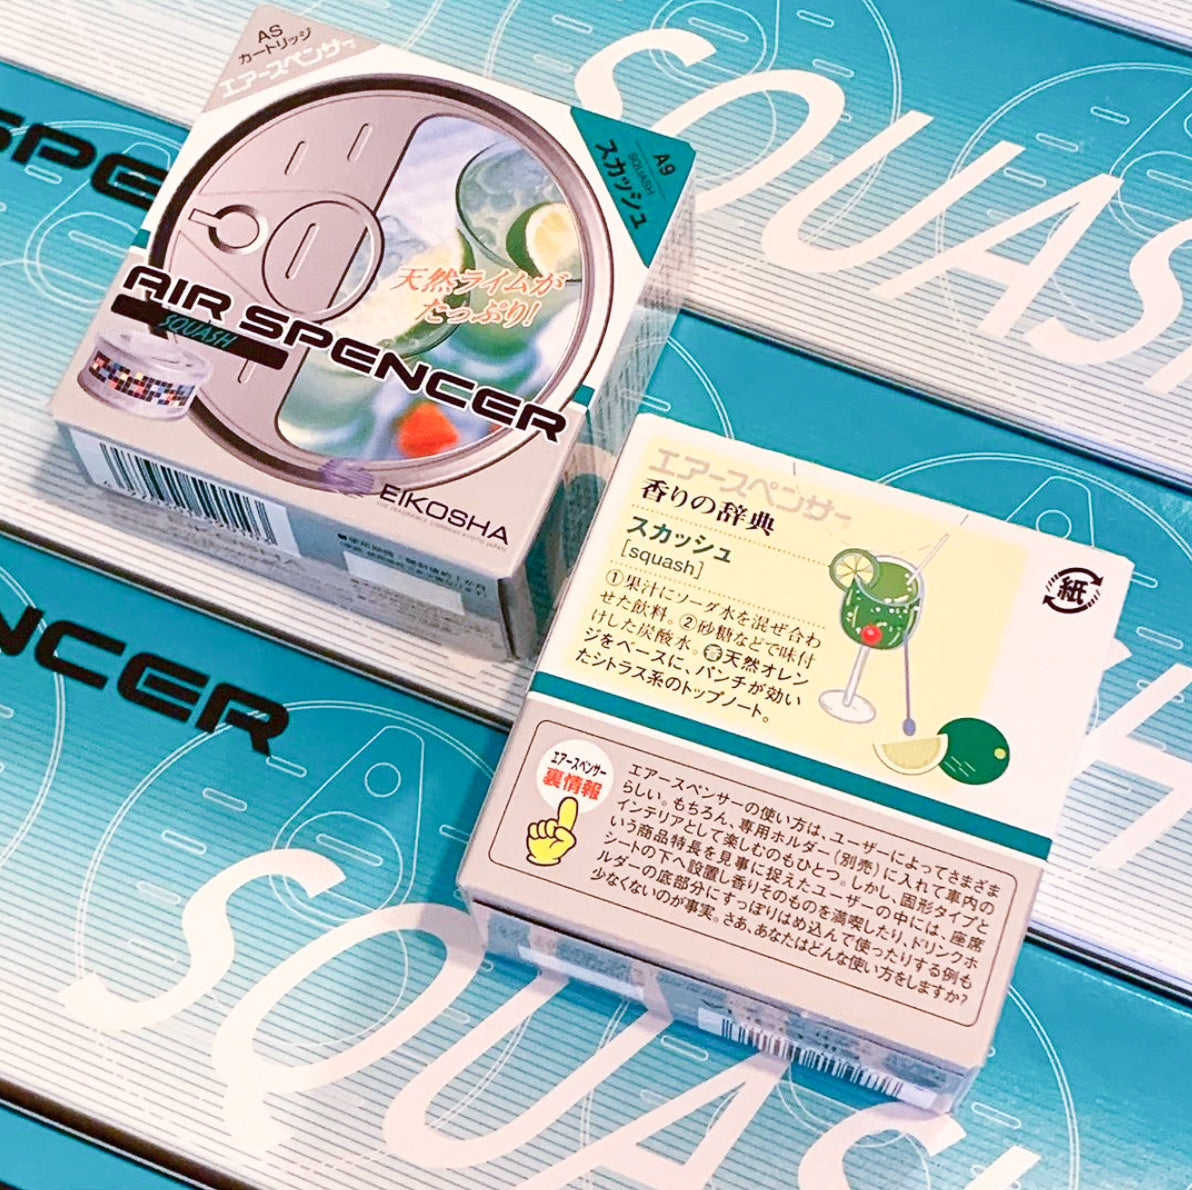 AS
カートリッジ
エアースペンサー
A9
SQUASH
スカッシュ
天然ライムが
たっぷり!
AIR SPENCER
SQUASH
EIKOSHA
エアースペンサー
香りの辞典
スカッシュ
[squash]
①果汁にソーダ水を混ぜ合わ
せた飲料。②砂糖などで味付
けした炭酸水。香天然オレン
ジをベースに、パンチが効い
たシトラス系のトップノート。
紙
エアースペンサー
裏情報
エアースペンサーの使い方は、ユーザーによってさまざま
らしい。もちろん、専用ホルダー(別売)に入れて車内の
インテリアとして楽しむのもひとつ。しかし、固形タイプと
いう商品特長を見事に捉えたユーザーの中には、座席
シートの下へ設置し香りそのものを満喫したり、ドリンクホ
ルダーの底部分にすっぽりはめ込んで使ったりする例も
少なくないのが事実。さあ、あなたはどんな使い方をしますか?
SQUAS
SPE
NCER
SQUASH